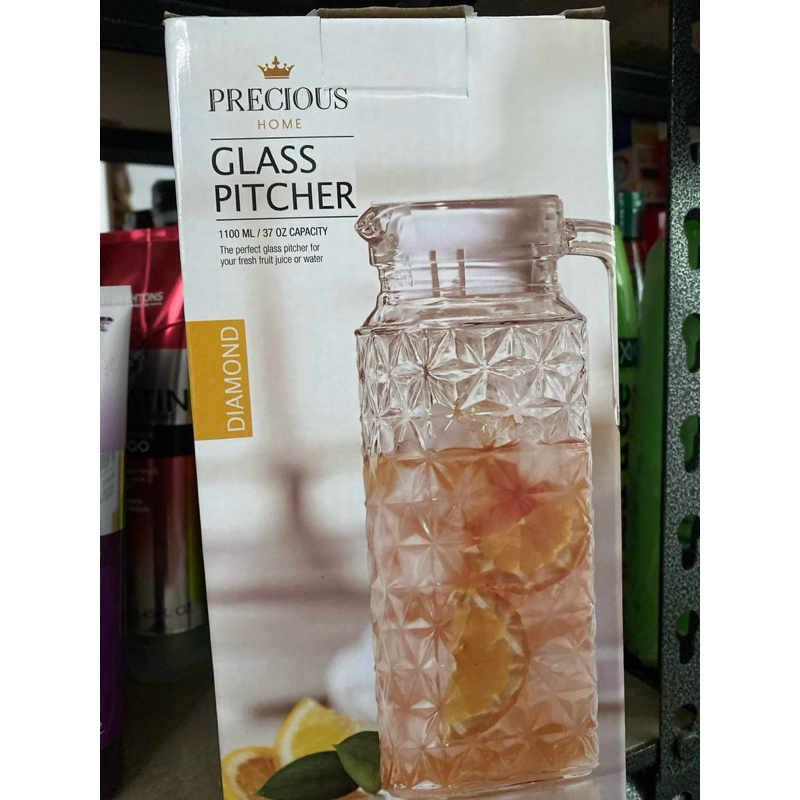 PRECIOUS
HOME
GLASS
PITCHER
1100 ML / 37 OZ CAPACITY
The perfect glass pitcher for
your fresh fruit juice or water
DIAMOND